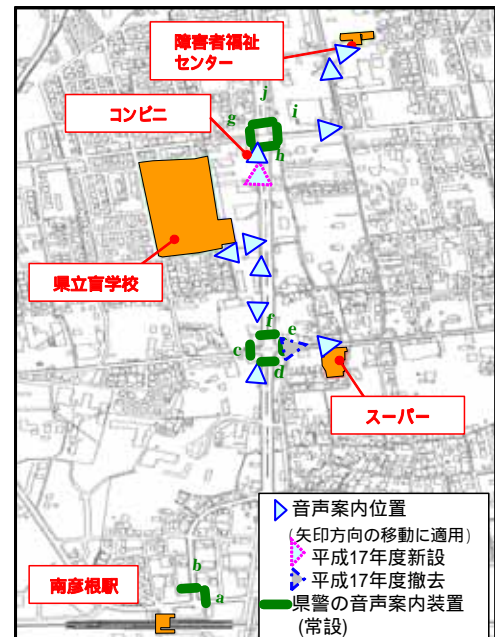 障害者福祉
センター
コンビニ
j
g
i
h
県立盲学校
f
e
c
d
スーパー
音声案内位置
(矢印方向の移動に適用)
平成17年度新設
平成17年度撤去
県警の音声案内装置
(常設)
南彦根駅
b
a